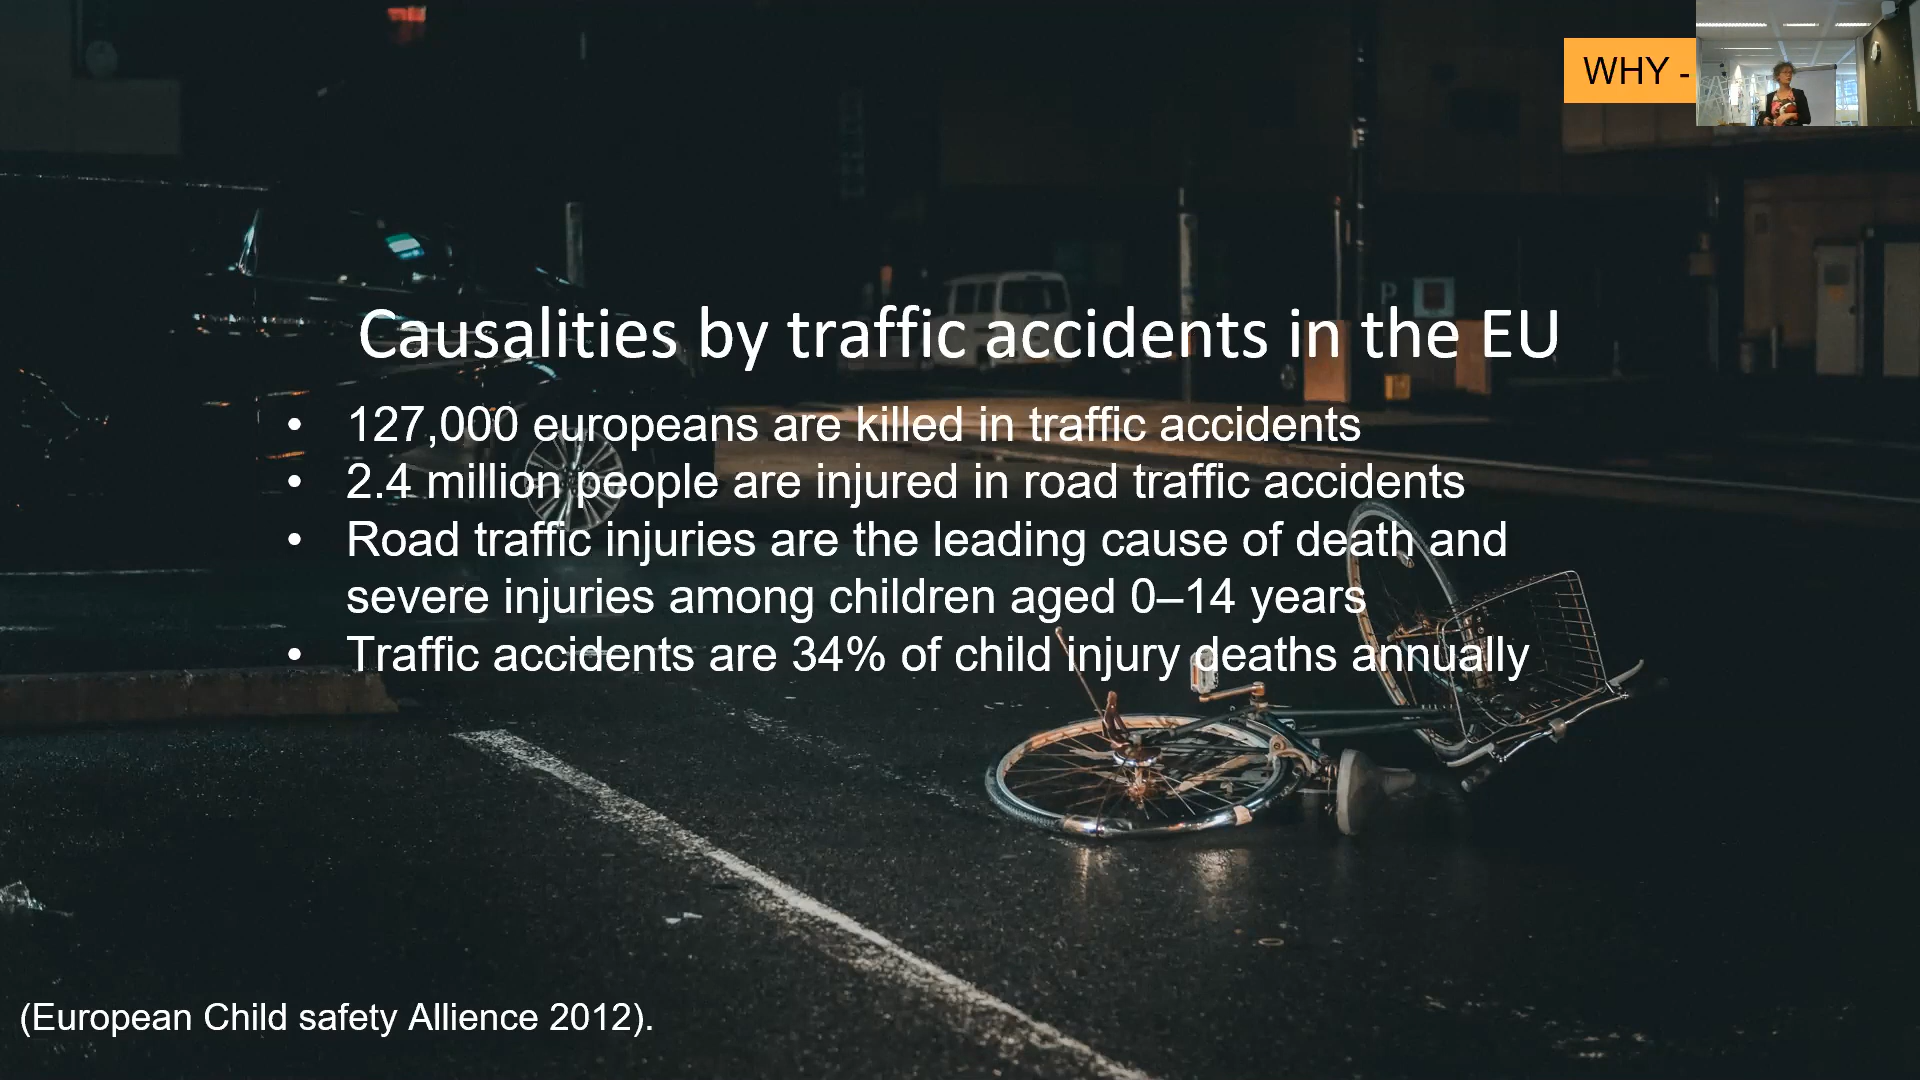 WHY -
Causalities by traffic accidents in the EU
• 127,000 europeans are killed in traffic accidents
• 2.4 million people are injured in road traffic accidents
• Road traffic injuries are the leading cause of death and
severe injuries among children aged 0–14 years
• Traffic accidents are 34% of child injury deaths annually
(European Child safety Allience 2012).